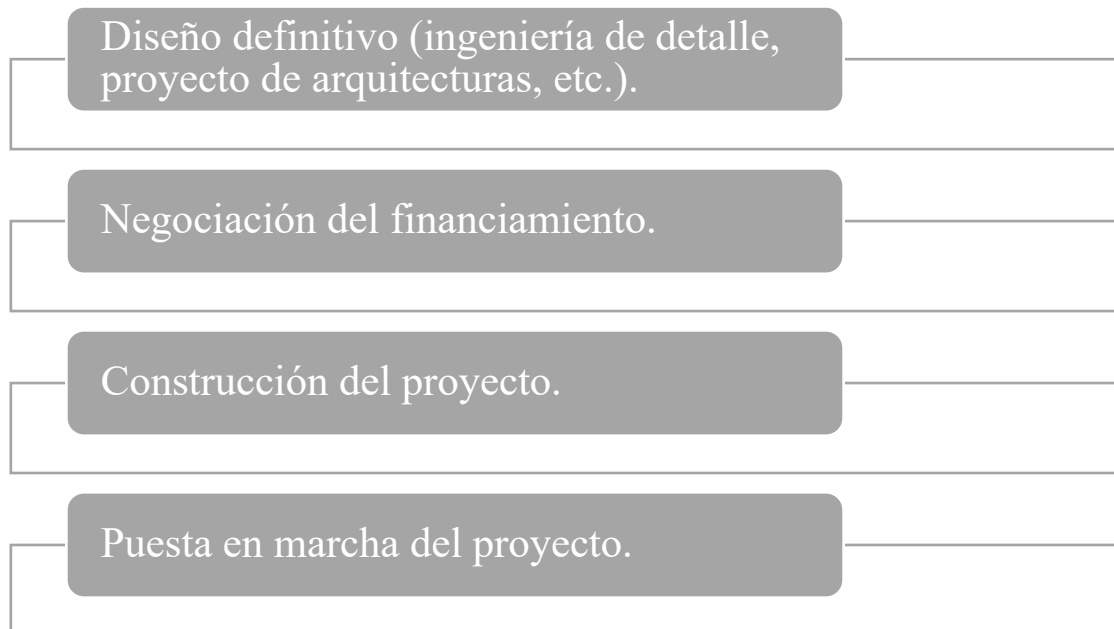 Diseño definitivo (ingeniería de detalle,
proyecto de arquitecturas, etc.).
Negociación del financiamiento.
Construcción del proyecto.
Puesta en marcha del proyecto.